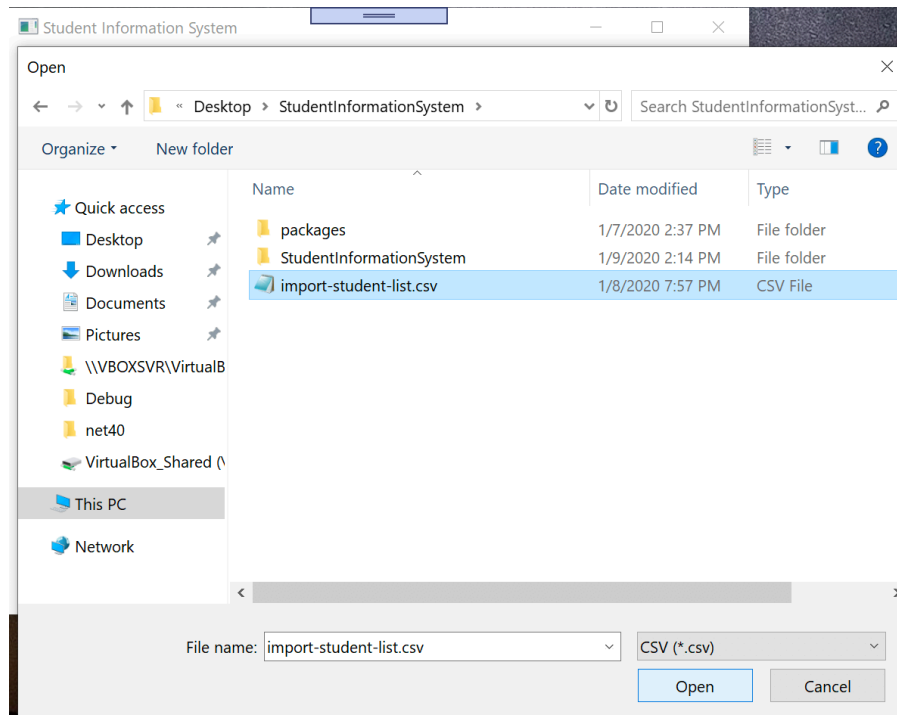 Student Information System
Open
« Desktop > StudentInformationSystem >
Search StudentInformationSyst...
Organize
New folder
?
Name
Date modified
Type
Quick access
Desktop
Downloads
Documents
Pictures
\\VBOXSVR\VirtualB
Debug
net40
VirtualBox_Shared (\
This PC
Network
packages 1/7/2020 2:37 PM File folder
StudentInformationSystem 1/9/2020 2:14 PM File folder
import-student-list.csv 1/8/2020 7:57 PM CSV File
File name: import-student-list.csv
CSV (*.csv)
Open
Cancel